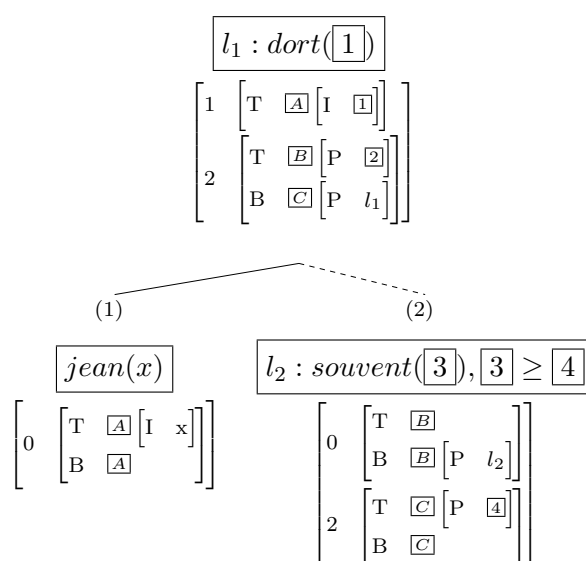 l₁ : dort( 1 )
1 T A I 1
2 T B P 2
B C P l₁
(1) (2)
jean(x)
0 T A I x
B A
l₂ : souvent( 3 ), 3 ≥ 4
0 T B
B B P l₂
2 T C P 4
B C